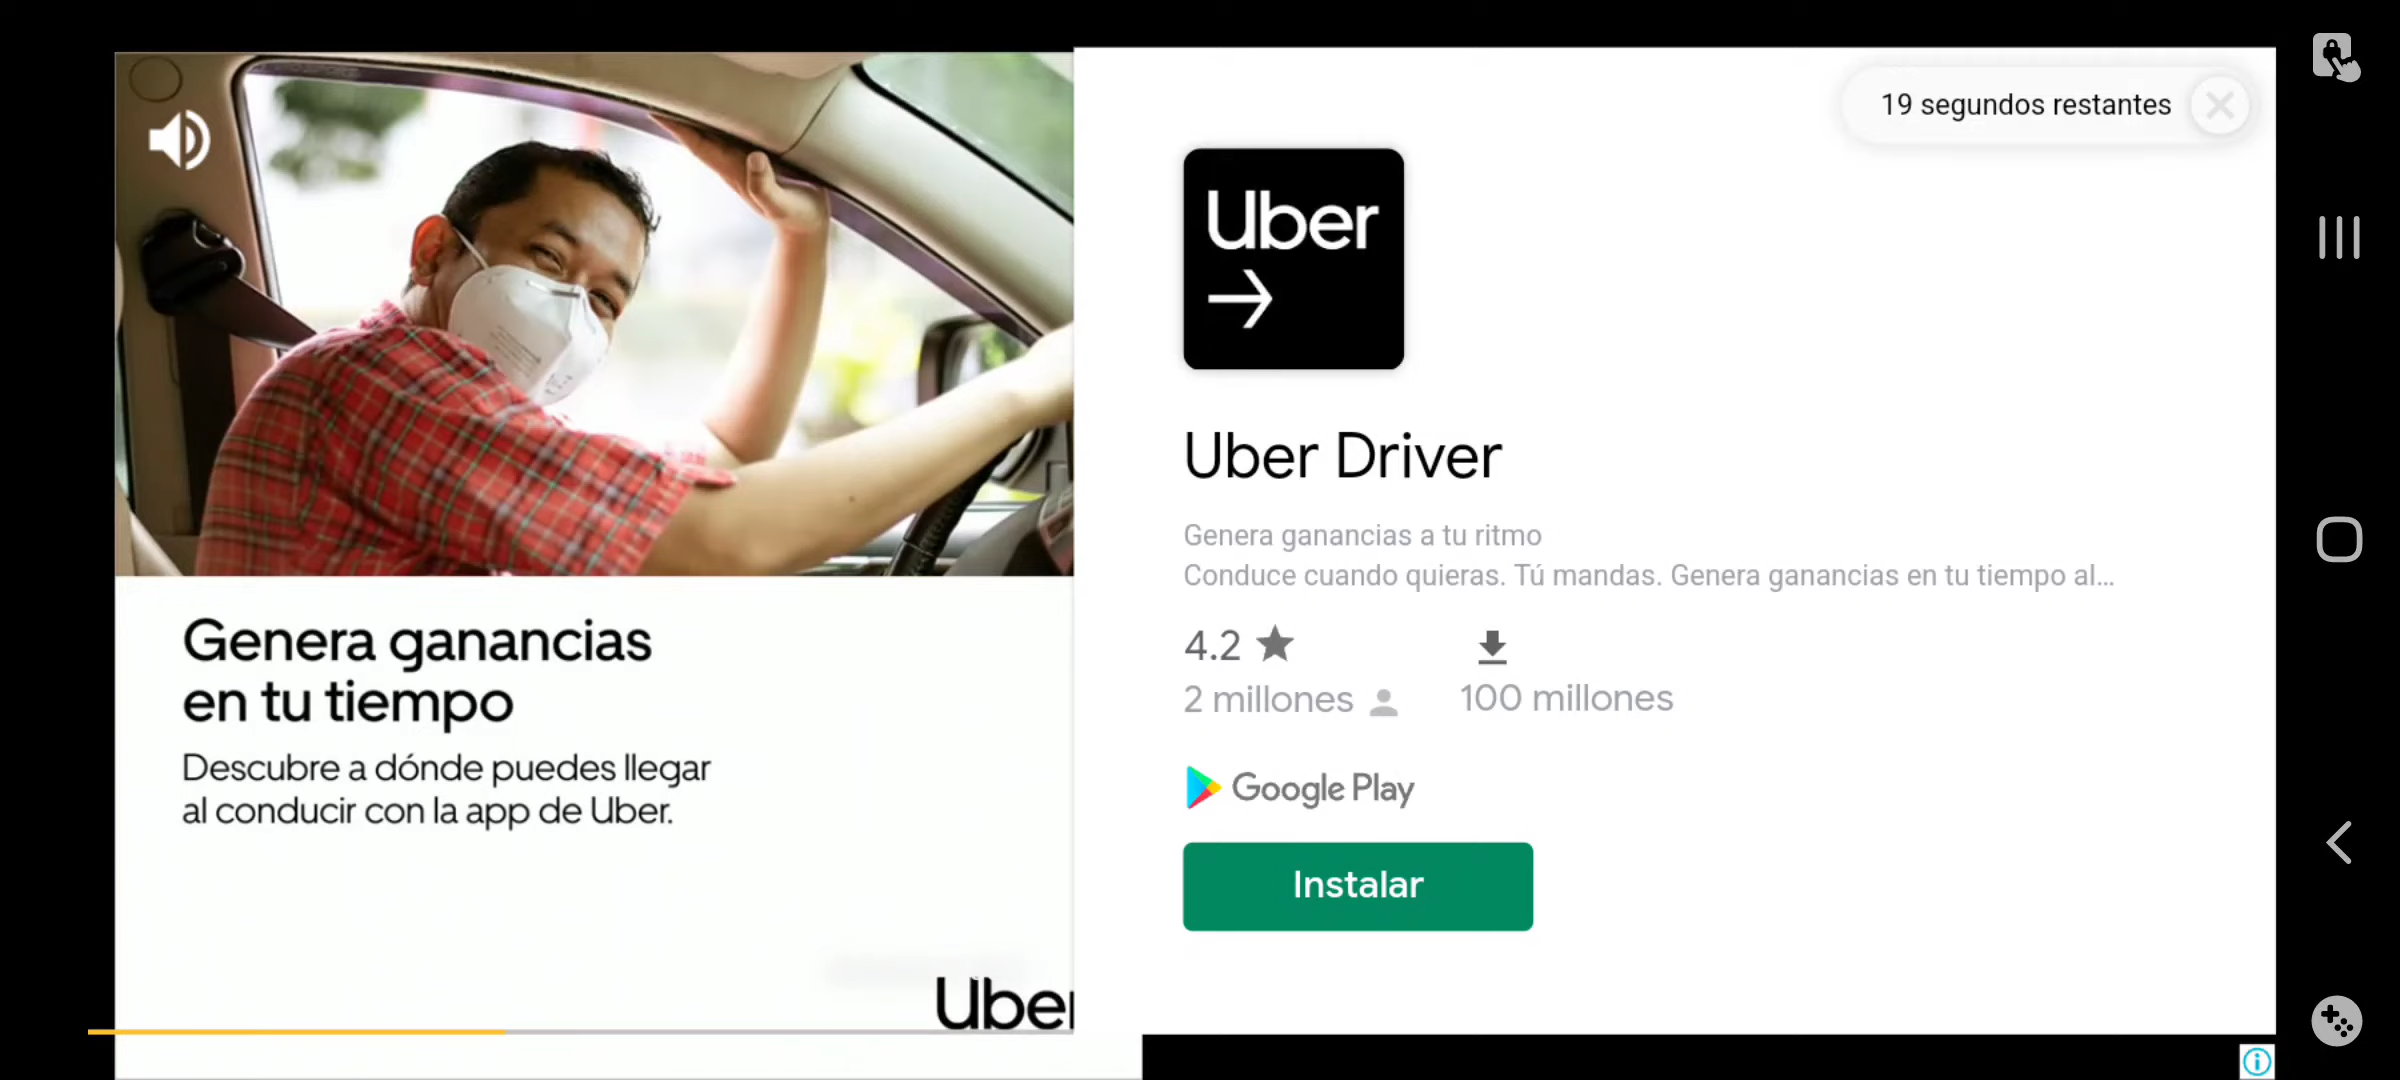 19 segundos restantes
Uber
Uber Driver
Genera ganancias a tu ritmo
Conduce cuando quieras. Tú mandas. Genera ganancias en tu tiempo al...
4.2
2 millones
100 millones
Google Play
Instalar
Genera ganancias
en tu tiempo
Descubre a dónde puedes llegar
al conducir con la app de Uber.
Uber